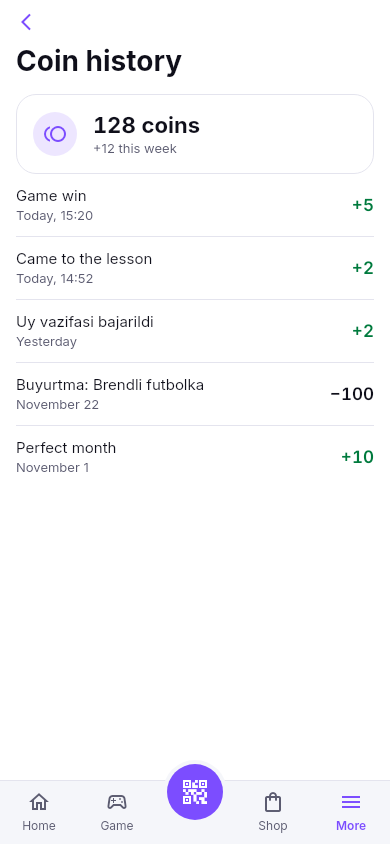 Coin history
128 coins
+12 this week
Game win
Today, 15:20
+5
Came to the lesson
Today, 14:52
+2
Uy vazifasi bajarildi
Yesterday
+2
Buyurtma: Brendli futbolka
November 22
−100
Perfect month
November 1
+10
Home
Game
Shop
More